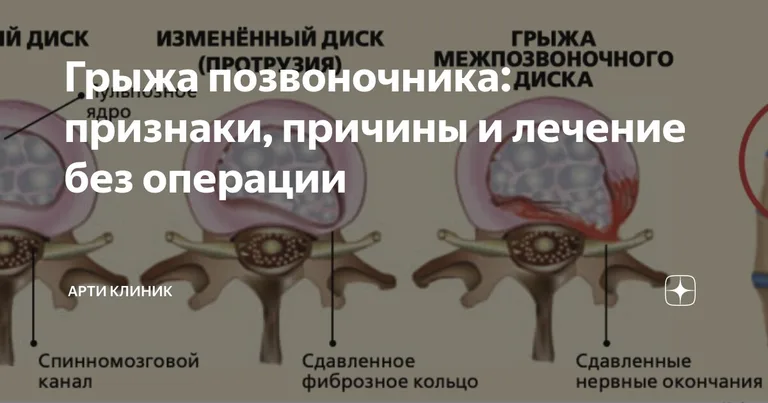 Й ДИСК
ИЗМЕНЁННЫЙ ДИСК
(ПРОТРУЗИЯ)
ГРЫЖА
МЕЖПОЗВОНОЧНОГО
ДИСКА
Пульпозное
ядро
Грыжа позвоночника:
признаки, причины и лечение
без операции
АРТИ КЛИНИК
Спинномозговой
канал
Сдавленное
фиброзное кольцо
Сдавленные
нервные окончания